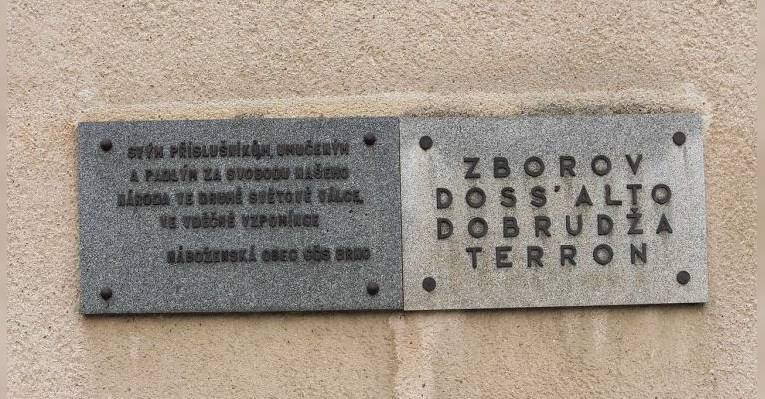 SVÝM PŘÍSLUŠNÍKŮM, UMUČENÝM
A PADLÝM ZA SVOBODU NAŠEHO
NÁRODA VE DRUHÉ SVĚTOVÉ VÁLCE,
VE VDĚČNÉ VZPOMÍNCE
NÁBOŽENSKÁ OBEC CČS BRNO
ZBOROV
DOSS'ALTO
DOBRUDŽA
TERRON